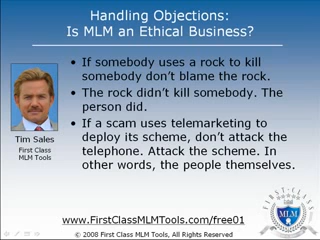 Handling Objections:
Is MLM an Ethical Business?
• If somebody uses a rock to kill
somebody don't blame the rock.
• The rock didn't kill somebody. The
person did.
• If a scam uses telemarketing to
deploy its scheme, don't attack the
telephone. Attack the scheme. In
other words, the people themselves.
Tim Sales
First Class
MLM Tools
www.FirstClassMLMTools.com/free01
© 2008 First Class MLM Tools, All Rights Reserved
FIRST CLASS
MLM